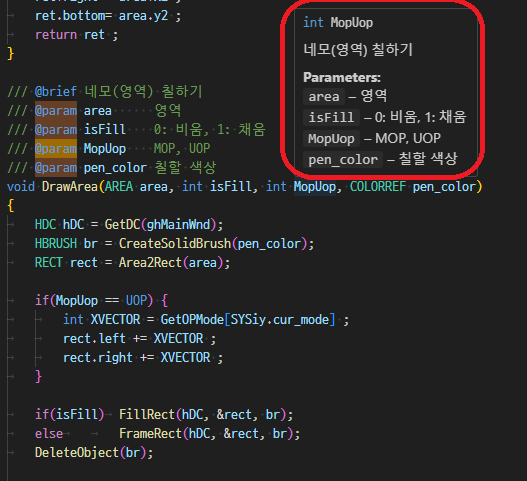 ret.bottom= area.y2 ;
return ret ;
}
int MopUop
네모(영역) 칠하기
Parameters:
area – 영역
isFill – 0: 비움, 1: 채움
MopUop – MOP, UOP
pen_color – 칠할 색상
/// @brief 네모(영역) 칠하기
/// @param area 영역
/// @param isFill 0: 비움, 1: 채움
/// @param MopUop MOP, UOP
/// @param pen_color 칠할 색상
void DrawArea(AREA area, int isFill, int MopUop, COLORREF pen_color)
{
HDC hDC = GetDC(ghMainWnd);
HBRUSH br = CreateSolidBrush(pen_color);
RECT rect = Area2Rect(area);
if(MopUop == UOP) {
int XVECTOR = GetOPMode[SYSiy.cur_mode] ;
rect.left += XVECTOR ;
rect.right += XVECTOR ;
}
if(isFill) FillRect(hDC, &rect, br);
else FrameRect(hDC, &rect, br);
DeleteObject(br);